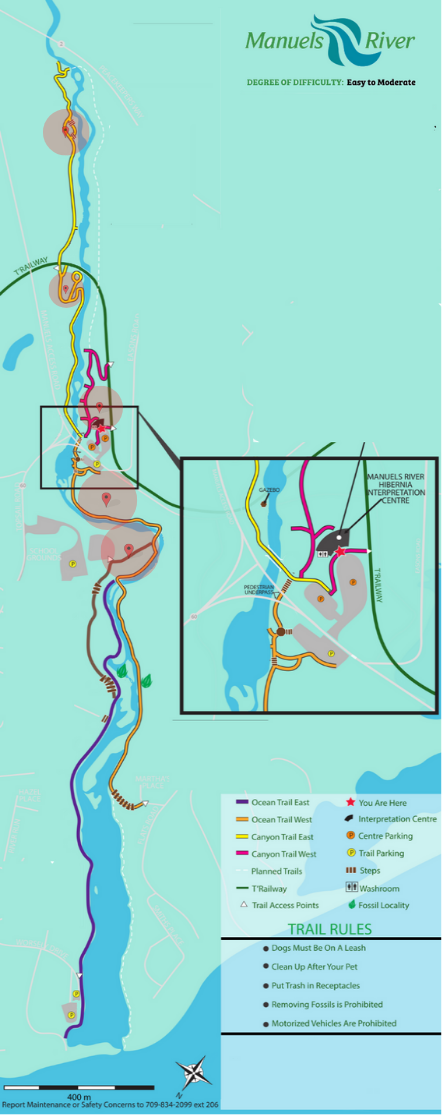 Manuels River
DEGREE OF DIFFICULTY: Easy to Moderate
T'RAILWAY
GAZEBO
MANUELS RIVER
HIBERNIA
INTERPRETATION
CENTRE
PEDESTRIAN
UNDERPASS
T'RAILWAY
P
P
P
P
P
P
P
P
P
Ocean Trail East
You Are Here
Ocean Trail West
Interpretation Centre
Canyon Trail East
Centre Parking
Canyon Trail West
Trail Parking
Planned Trails
Steps
T'Railway
Washroom
Trail Access Points
Fossil Locality
TRAIL RULES
Dogs Must Be On A Leash
Clean Up After Your Pet
Put Trash in Receptacles
Removing Fossils is Prohibited
Motorized Vehicles Are Prohibited
N
400 m
Report Maintenance or Safety Concerns to 709-834-2099 ext 206